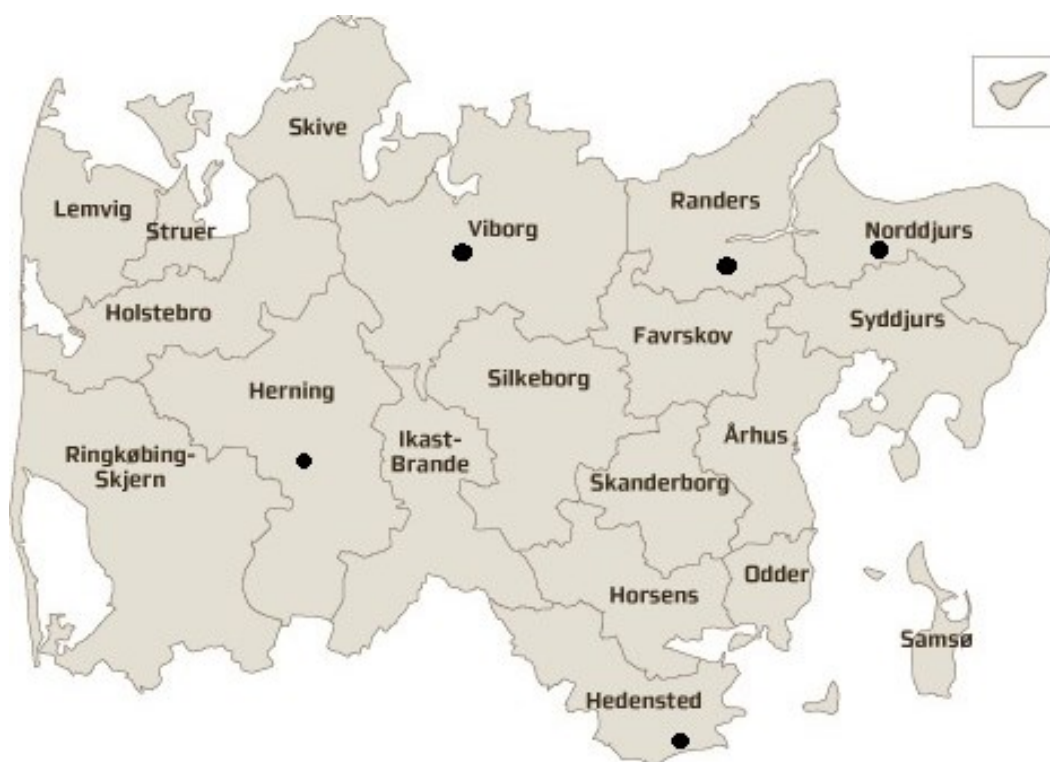 Skive
Randers
Lemvig
Struer
Viborg
Norddjurs
Holstebro
Syddjurs
Favrskov
Silkeborg
Herning
Århus
Ikast-
Brande
Ringkøbing-
Skjern
Skanderborg
Odder
Horsens
Samsø
Hedensted